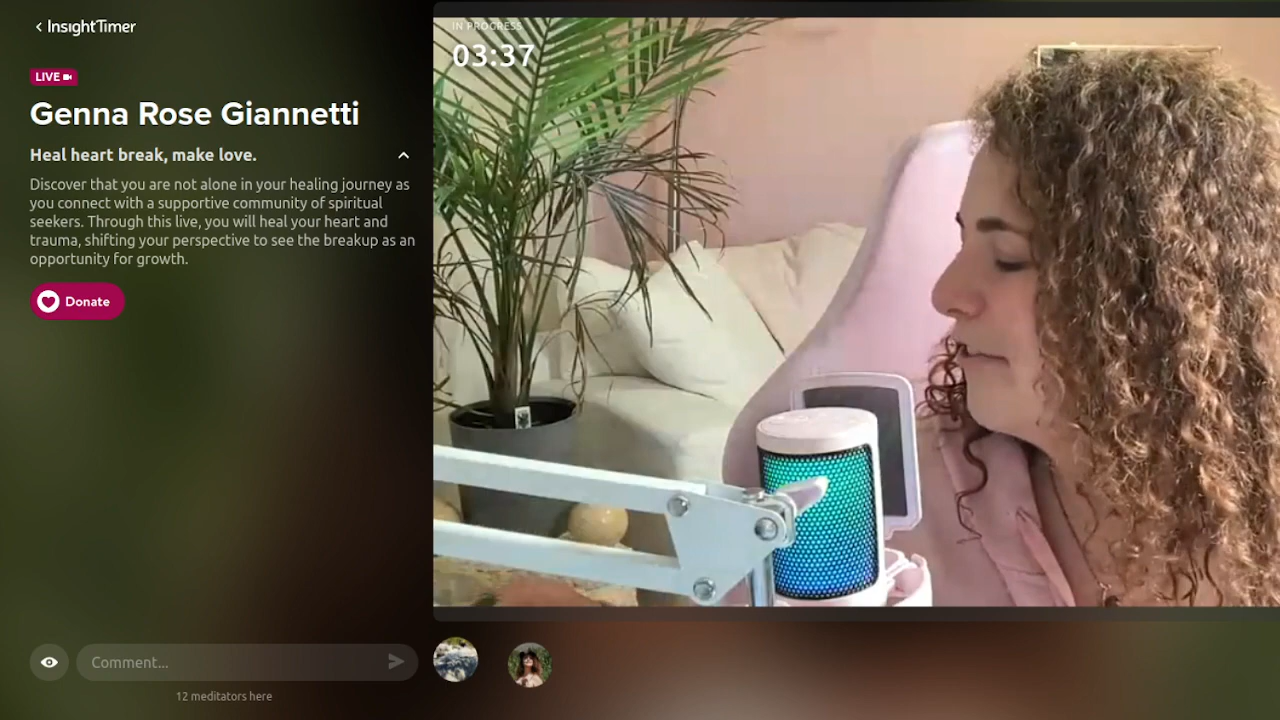 InsightTimer
LIVE
Genna Rose Giannetti
Heal heart break, make love.
Discover that you are not alone in your healing journey as
you connect with a supportive community of spiritual
seekers. Through this live, you will heal your heart and
trauma, shifting your perspective to see the breakup as an
opportunity for growth.
Donate
IN PROGRESS
03:37
Comment...
12 meditators here